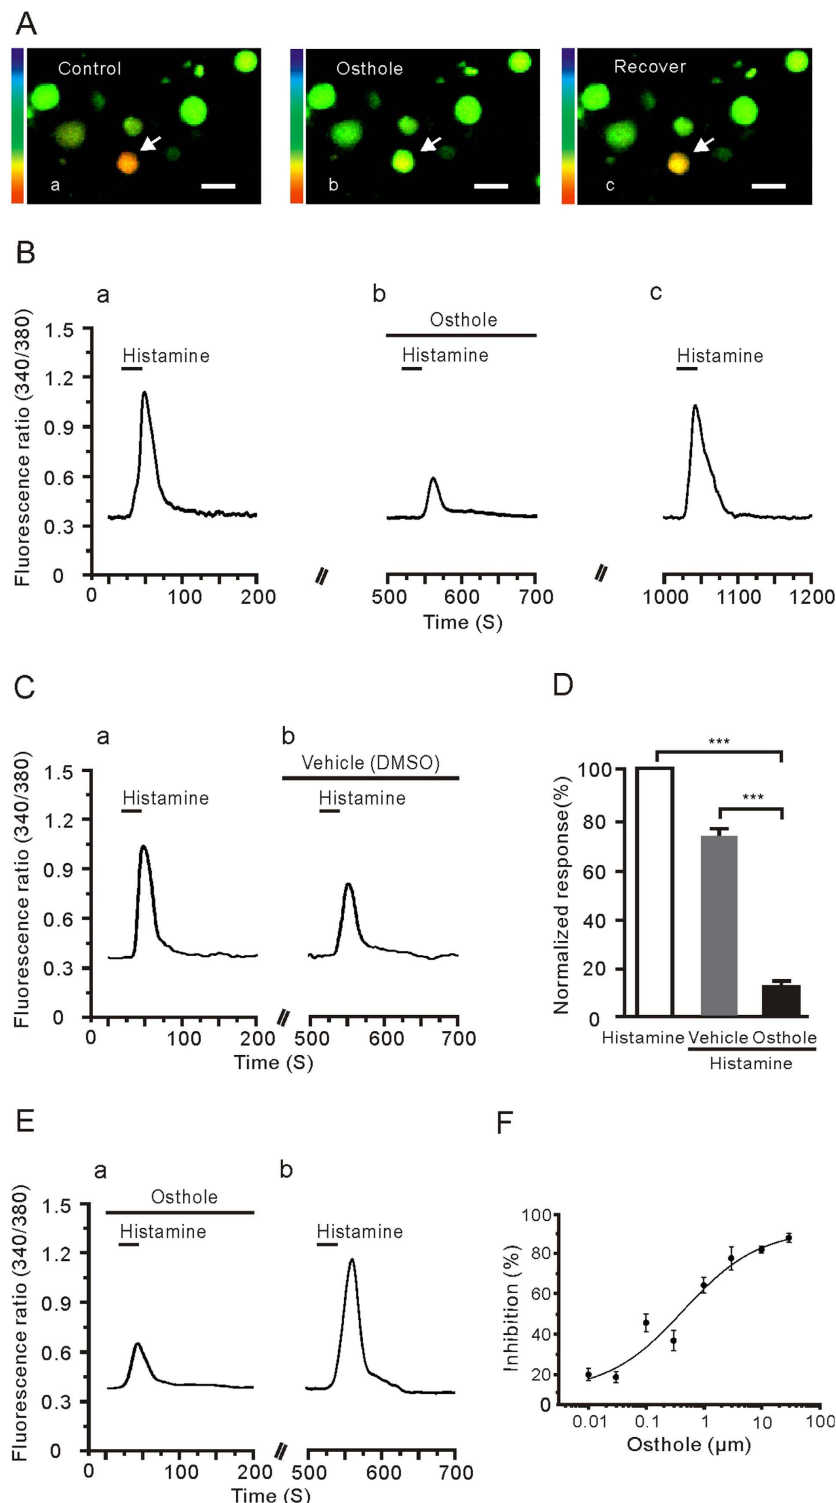 A
Control
a
Osthole
b
Recover
c
B
a
b
c
Osthole
Histamine
Histamine
Histamine
Fluorescence ratio (340/380)
1.5
1.2
0.9
0.6
0.3
0
0 100 200
500 600 700
1000 1100 1200
Time (S)
C
a
b
Vehicle (DMSO)
Histamine
Histamine
Fluorescence ratio (340/380)
1.5
1.2
0.9
0.6
0.3
0
0 100 200
500 600 700
Time (S)
D
***
***
Normalized response(%)
100
80
60
40
20
0
Histamine Vehicle Osthole
Histamine
E
a
b
Osthole
Histamine
Histamine
Fluorescence ratio (340/380)
1.5
1.2
0.9
0.6
0.3
0
0 100 200
500 600 700
Time (S)
F
Inhibition (%)
100
80
60
40
20
0
0.01 0.1 1 10 100
Osthole (µm)